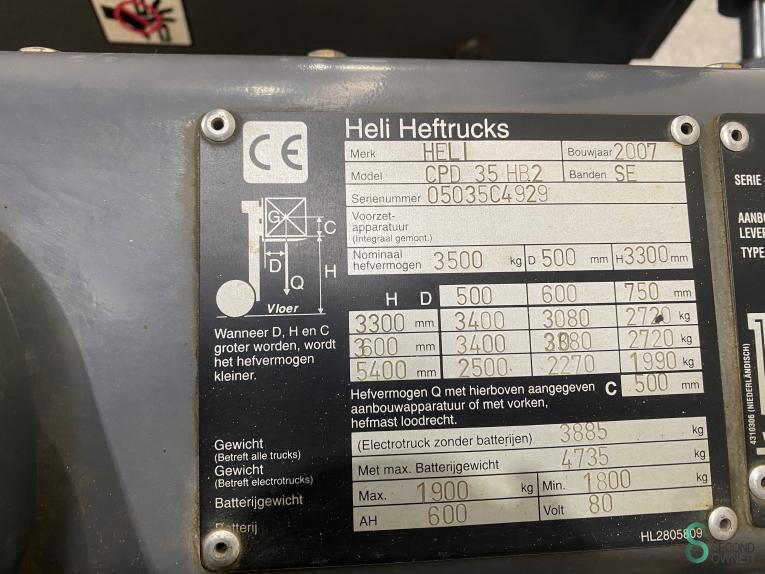 CE
Heli Heftrucks
Merk HELI Bouwjaar 2007
Model CPD 35 HB2 Banden SE
Serienummer 05035C4929
Voorzet-
apparatuur
(Integraal gemont.)
Nominaal
hefvermogen 3500 kg D 500 mm H 3300 mm
G C
D H
Q
Vloer
H D 500 600 750 mm
3300 mm 3400 3080 2720 kg
3600 mm 3400 3080 2720 kg
5400 mm 2500 2270 1990 kg
C 500 mm
Wanneer D, H en C
groter worden, wordt
het hefvermogen
kleiner.
Hefvermogen Q met hierboven aangegeven
aanbouwapparatuur of met vorken,
hefmast loodrecht.
Gewicht
(Betreft alle trucks) (Electrotruck zonder batterijen) 3885 kg
Gewicht
(Betreft electrotrucks) Met max. Batterijgewicht 4735 kg
Batterijgewicht Max. 1900 kg Min. 1800 kg
Batterij AH 600 Volt 80
HL2805809
SERIE
AANBO
LEVER
TYPE
4310306 (NEDERLANDISCH)
SECOND
OWNER